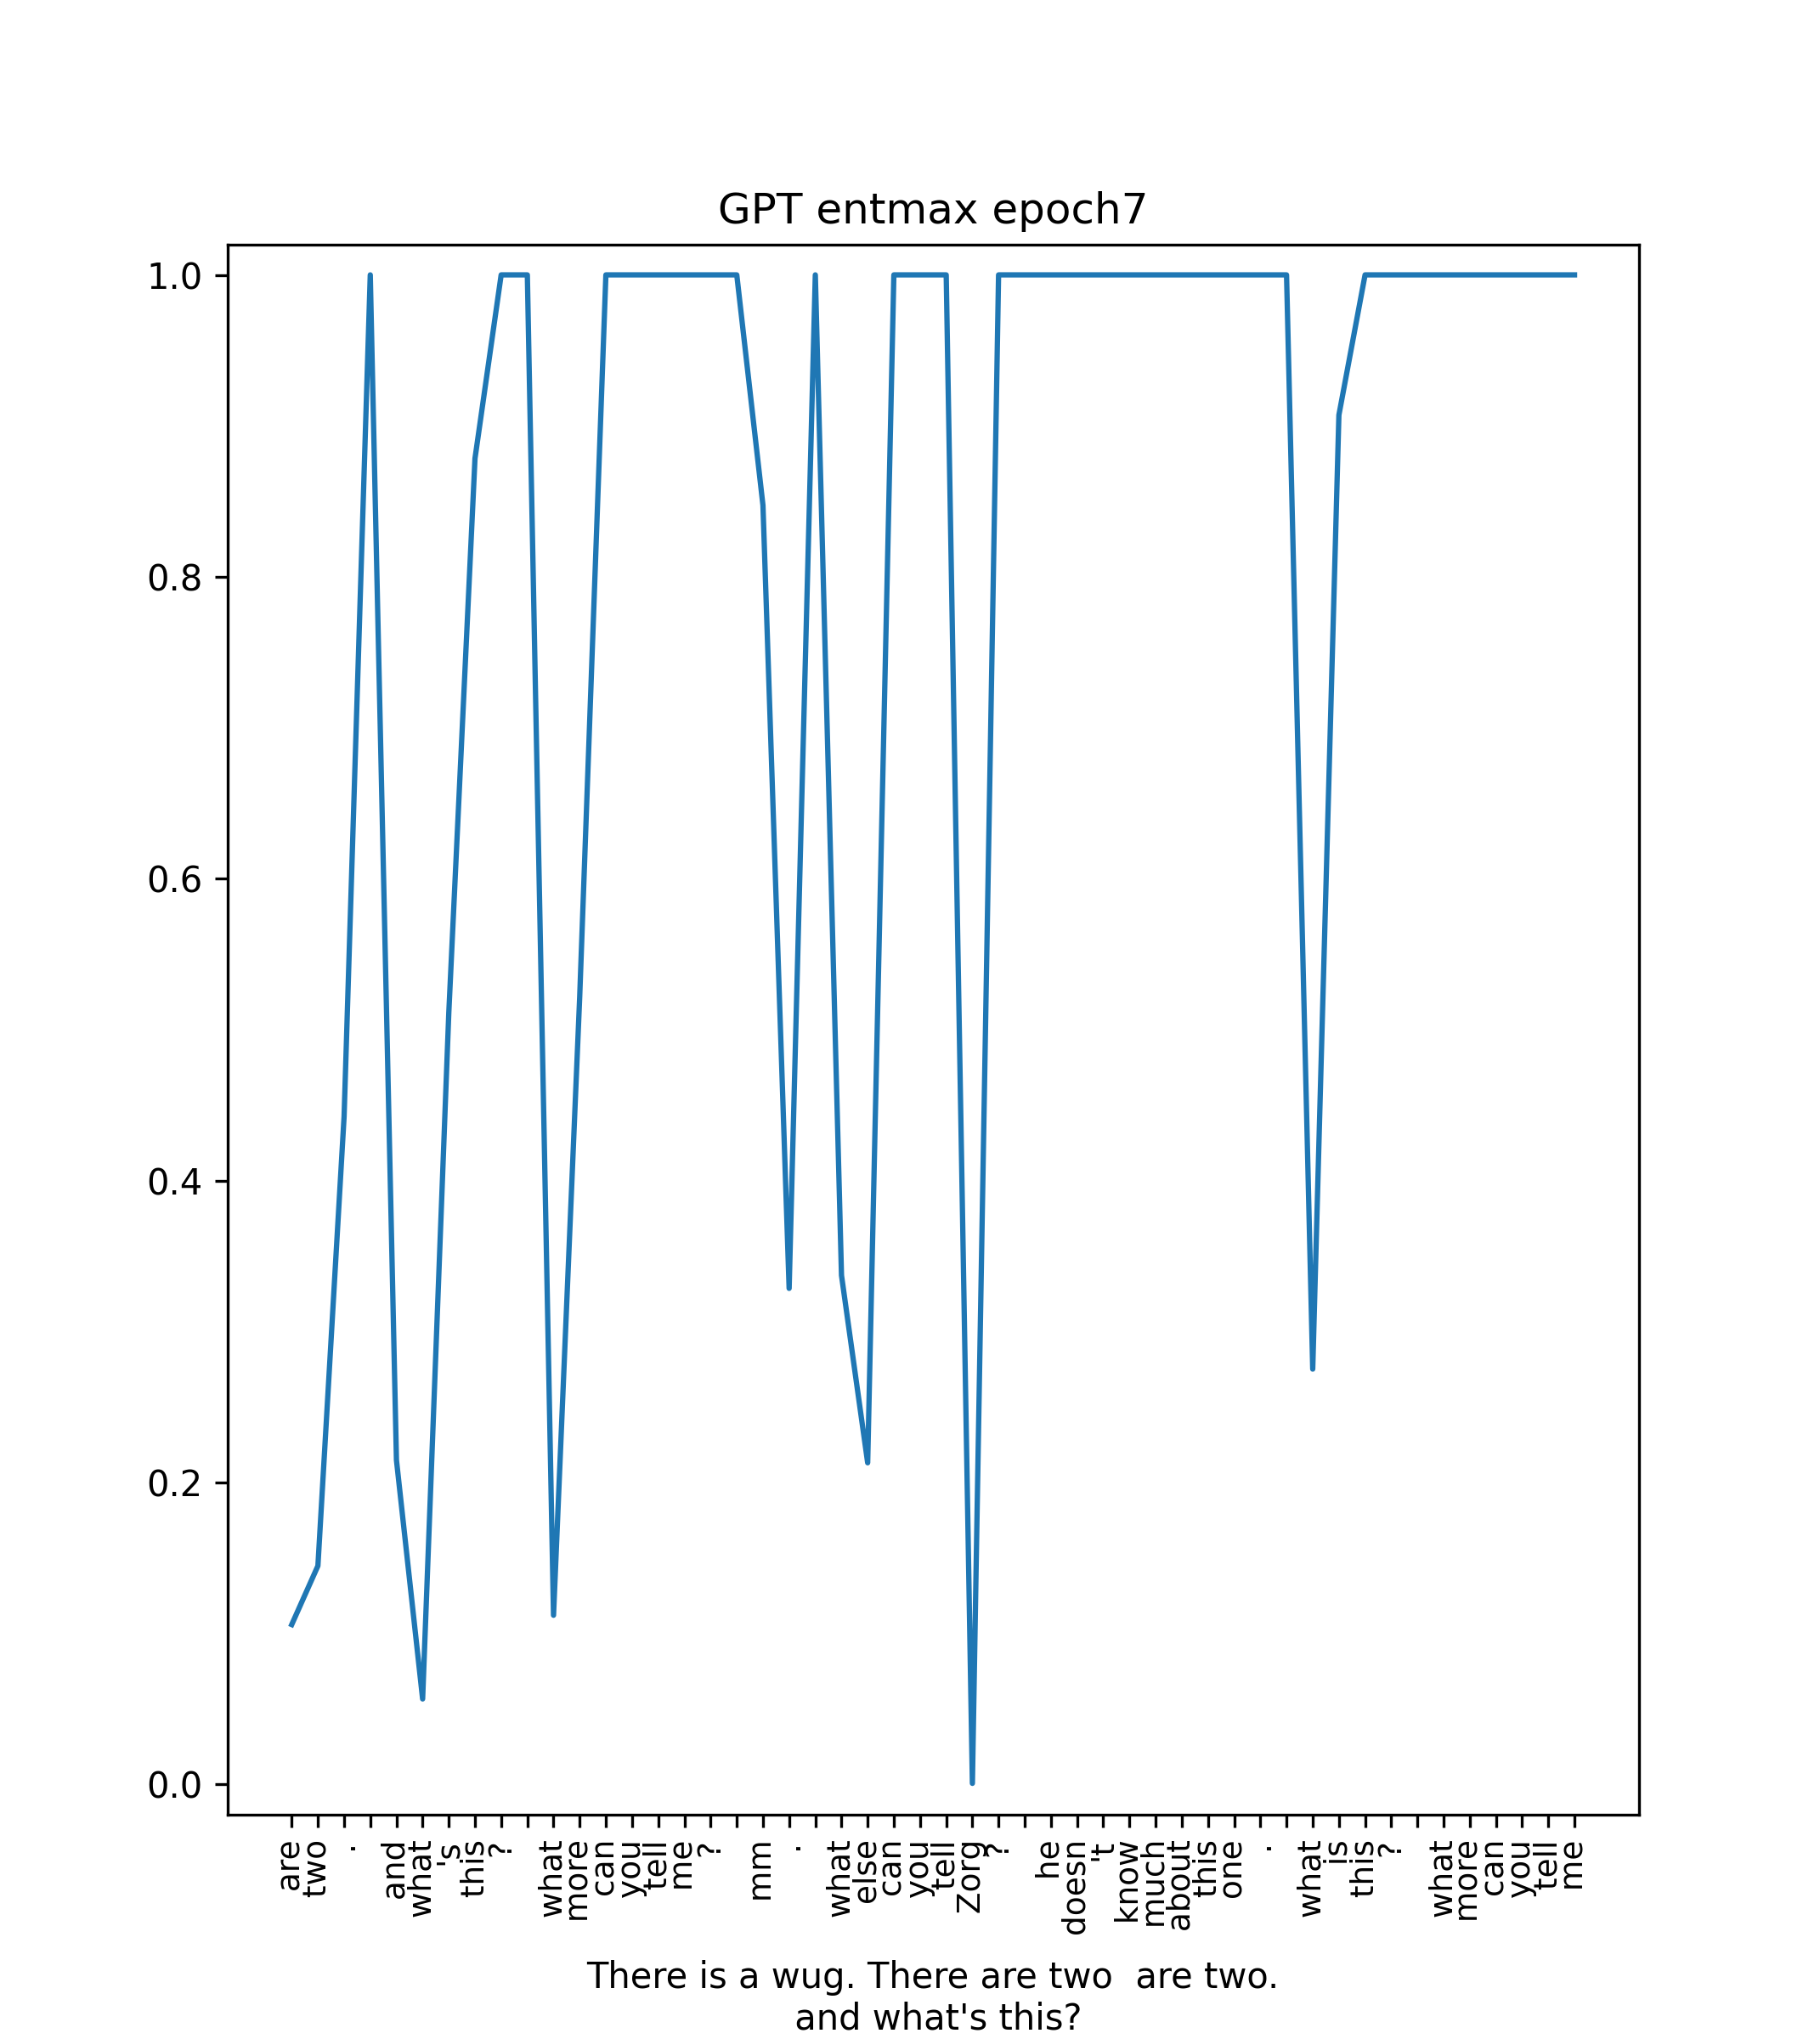 GPT entmax epoch7
1.0
0.8
0.6
0.4
0.2
0.0
are
two
.
and
what
's
this
?
what
more
can
you
tell
me
?
mm
.
what
else
can
you
tell
Zorg
?
he
doesn
't
know
much
about
this
one
.
what
is
this
?
what
more
can
you
tell
me
There is a wug. There are two  are two.
and what's this?